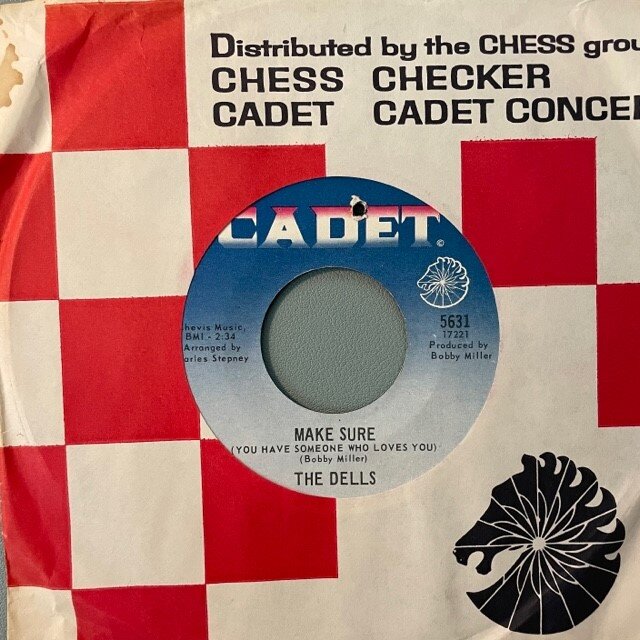 Distributed by the CHESS grou
CHESS CHECKER
CADET CADET CONCE
CADET©
hevis Music,
BMI - 2:34
Arranged by
arles Stepney
5631
17221
Produced by
Bobby Miller
MAKE SURE
(YOU HAVE SOMEONE WHO LOVES YOU)
(Bobby Miller)
THE DELLS